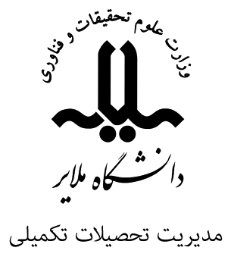 وزارت علوم تحقیقات و فناوری
دانشگاه ملایر
مدیریت تحصیلات تکمیلی